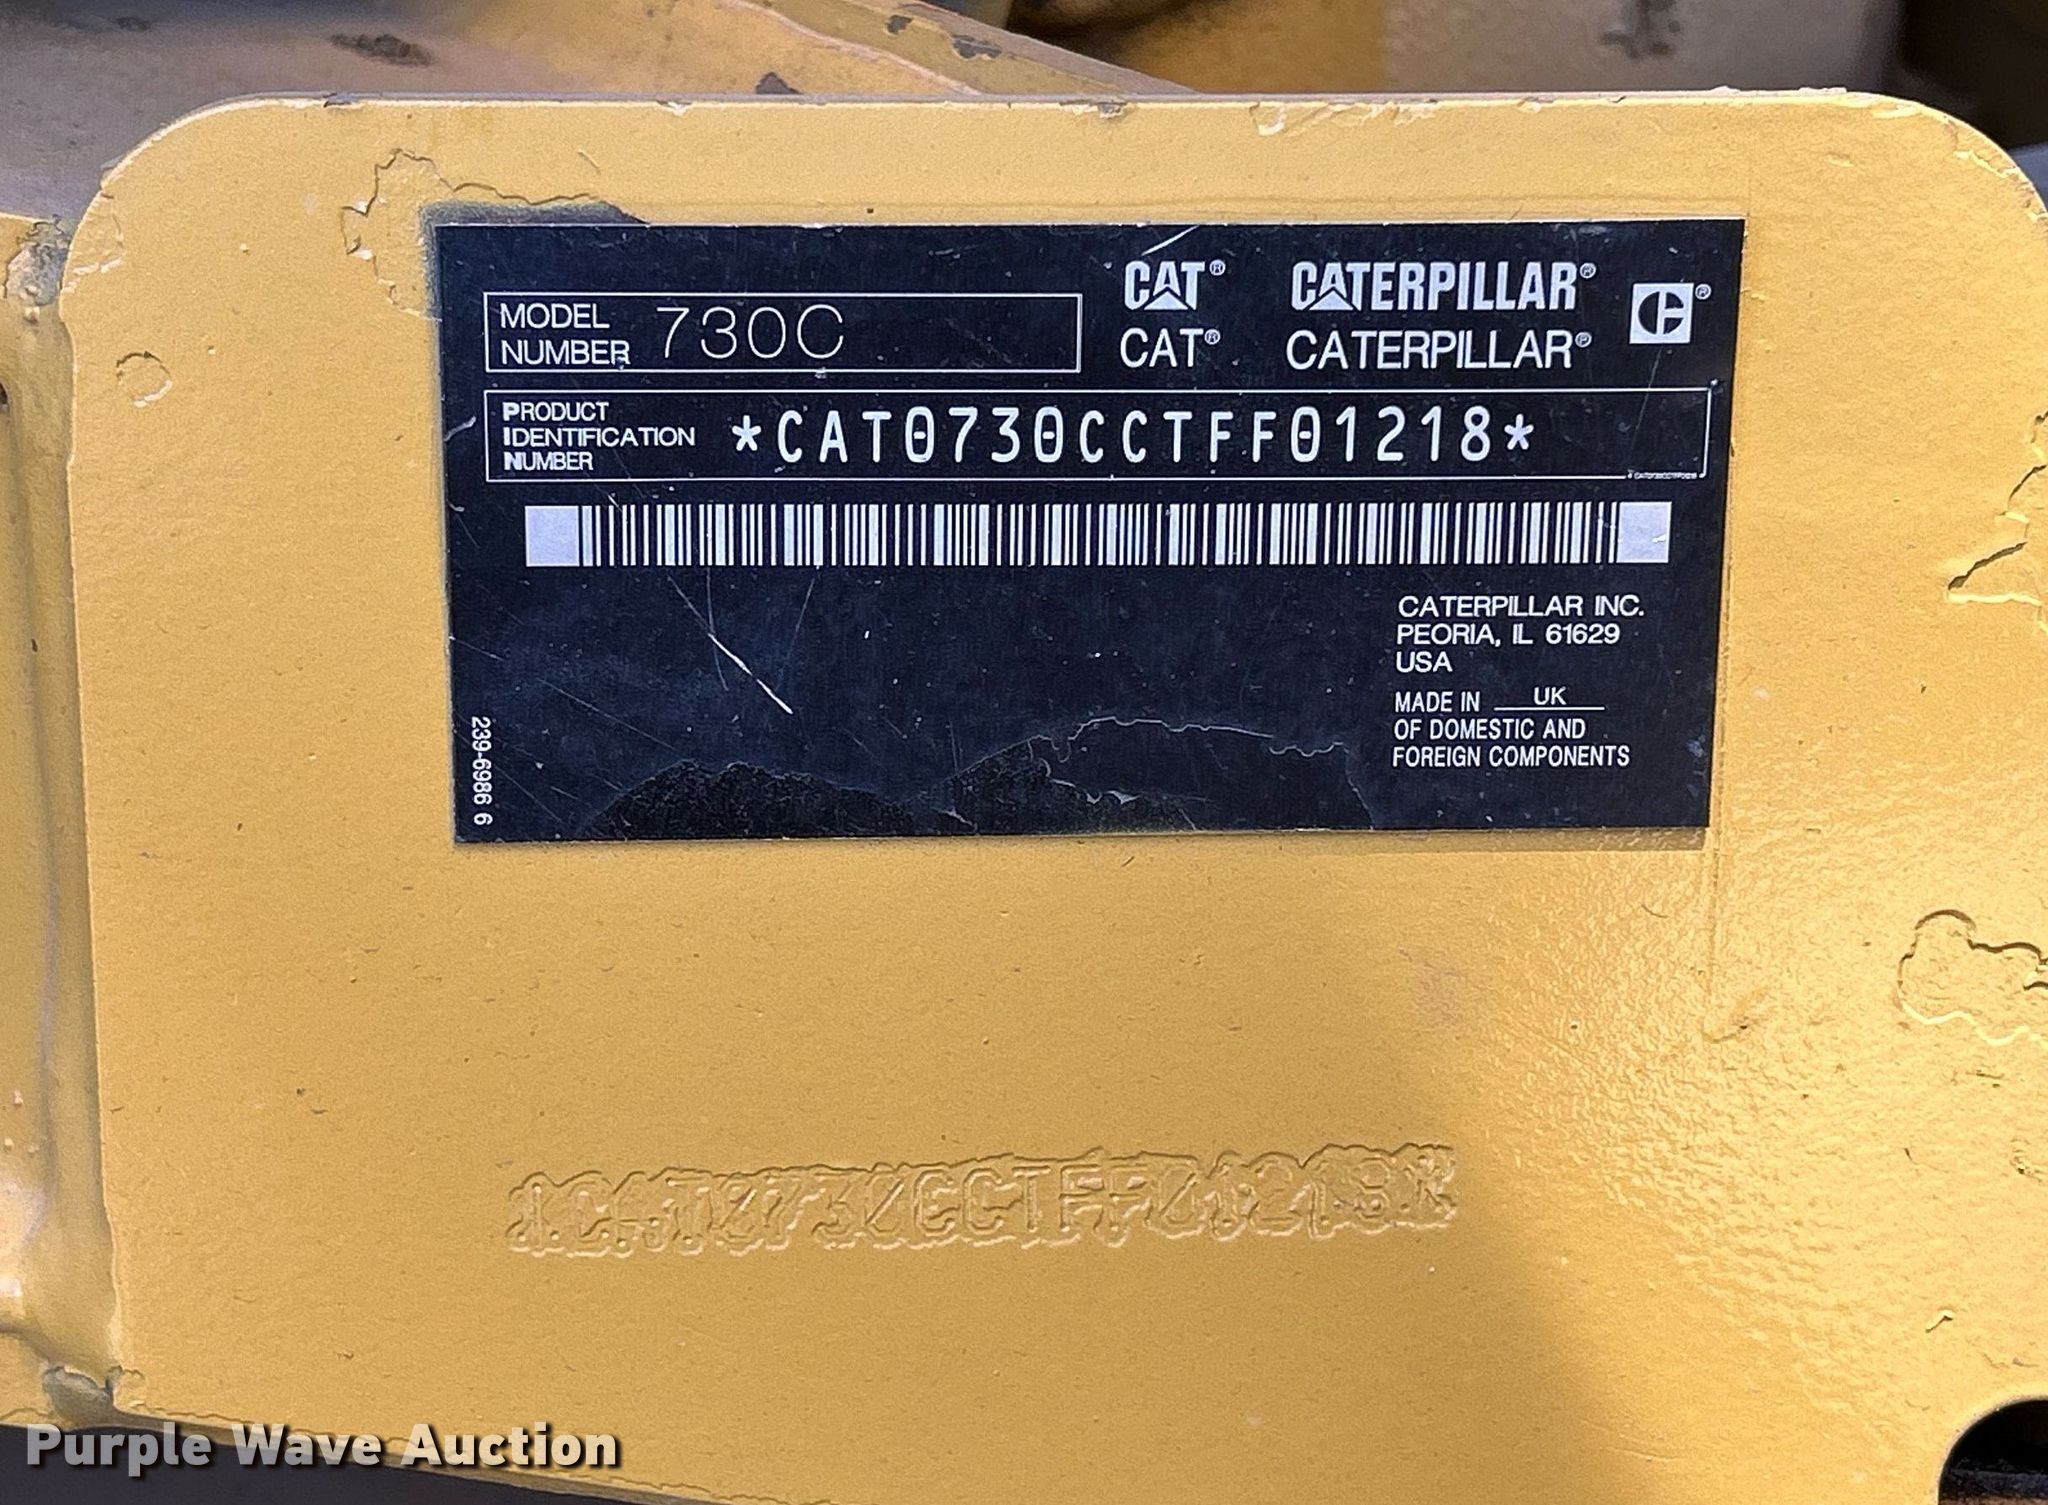 MODEL NUMBER 730C
CAT® CATERPILLAR®
CAT® CATERPILLAR®
PRODUCT IDENTIFICATION NUMBER *CAT0730CCTFF01218*
CATERPILLAR INC.
PEORIA, IL 61629
USA
MADE IN UK
OF DOMESTIC AND
FOREIGN COMPONENTS
239-6986 6
CAT0730CCTFF01218
Purple Wave Auction